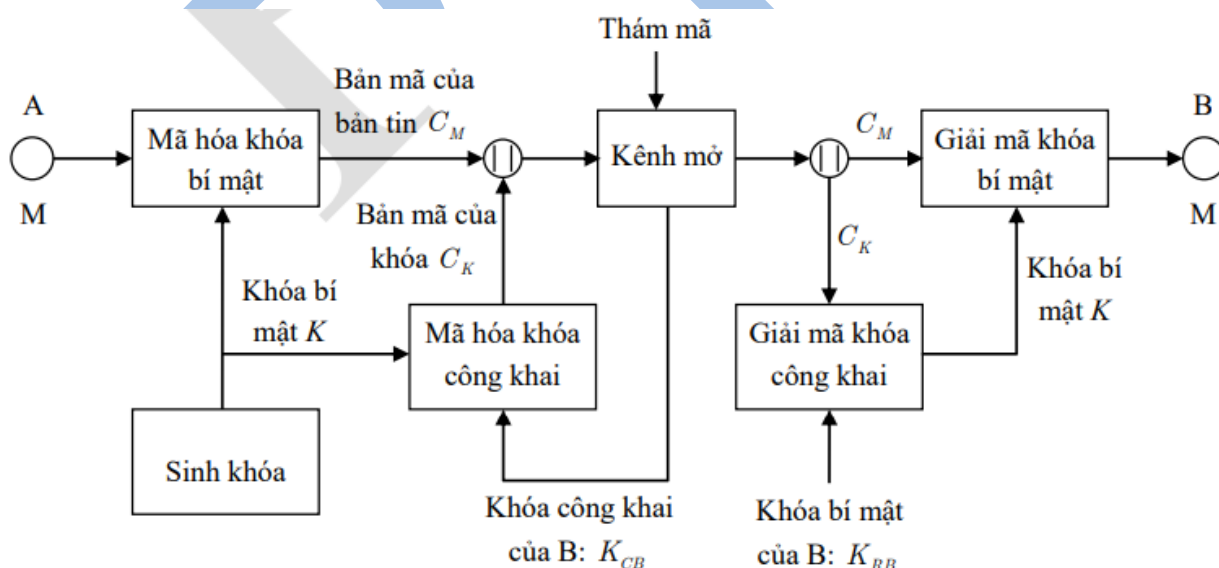 Thám mã
A
M
Mã hóa khóa
bí mật
Bản mã của
bản tin C_M
||
Kênh mở
||
C_M
Giải mã khóa
bí mật
B
M
Bản mã của
khóa C_K
C_K
Khóa bí
mật K
Khóa bí
mật K
Mã hóa khóa
công khai
Giải mã khóa
công khai
Sinh khóa
Khóa công khai
của B: K_CB
Khóa bí mật
của B: K_RB